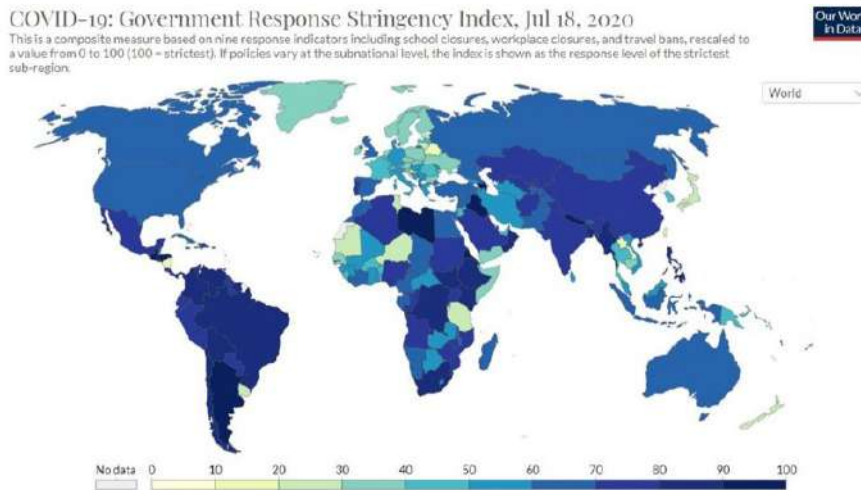 COVID-19: Government Response Stringency Index, Jul 18, 2020
Our World
in Data
This is a composite measure based on nine response indicators including school closures, workplace closures, and travel bans, rescaled to
a value from 0 to 100 (100 = strictest). If policies vary at the subnational level, the index is shown as the response level of the strictest
sub-region.
World
No data 0 10 20 30 40 50 60 70 80 90 100